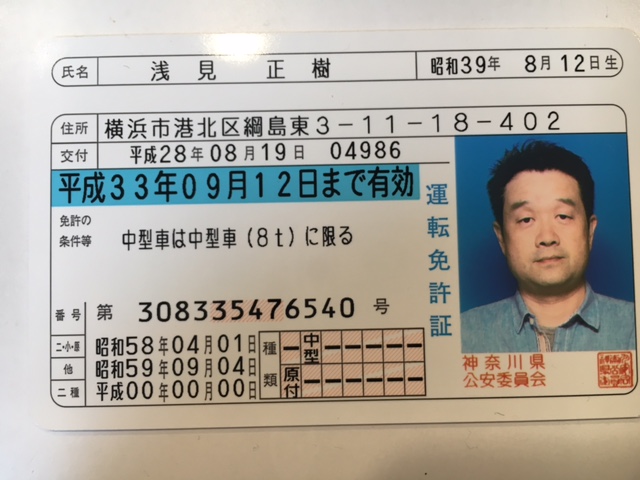 氏名 浅見 正樹 昭和39年 8月12日生
住所 横浜市港北区綱島東3-11-18-402
交付 平成28年08月19日 04986
平成33年09月12日まで有効
免許の
条件等
中型車は中型車(8t)に限る
運転免許証
番号 第 308335476540 号
二・小・原 昭和58年04月01日
他 昭和59年09月04日
二種 平成00年00月00日
種類 ー 中型 ー ー ー ー ー
ー 原付 ー ー ー ー ー
神奈川県
公安委員会